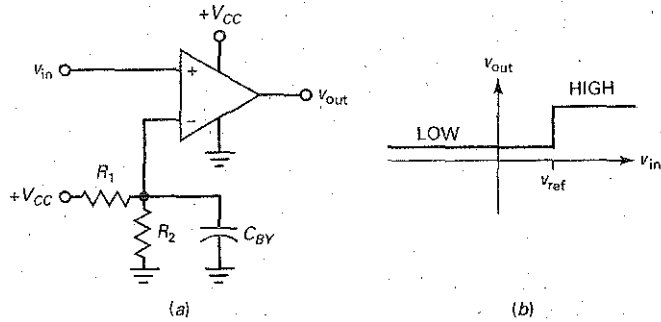 +V_CC
v_in
+
v_out
−
+V_CC
R_1
R_2
C_BY
(a)
v_out
HIGH
LOW
v_in
v_ref
(b)